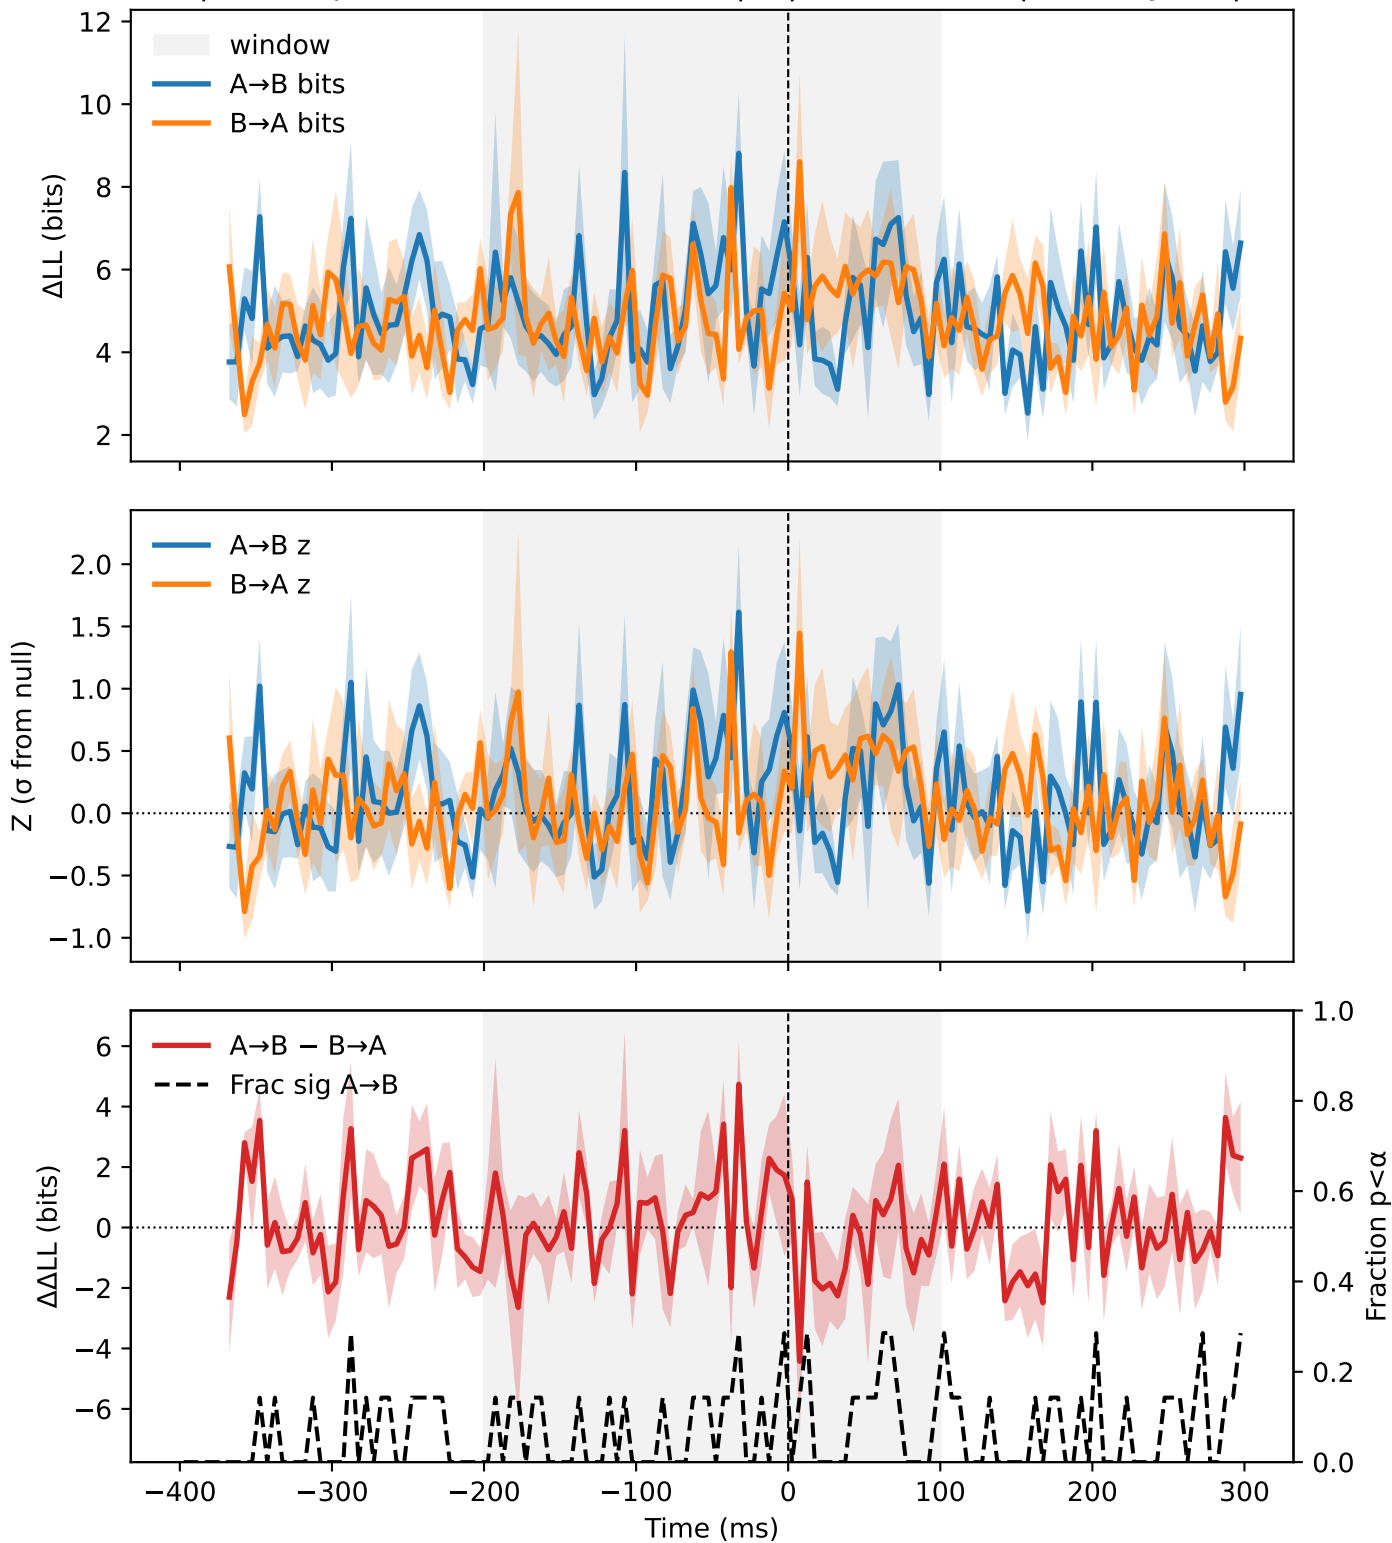 12
10
8
6
4
2
ΔLL (bits)
window
A→B bits
B→A bits
2.0
1.5
1.0
0.5
0.0
−0.5
−1.0
Z (σ from null)
A→B z
B→A z
6
4
2
0
−2
−4
−6
ΔΔLL (bits)
A→B − B→A
Frac sig A→B
1.0
0.8
0.6
0.4
0.2
0.0
Fraction p<α
−400 −300 −200 −100 0 100 200 300
Time (ms)